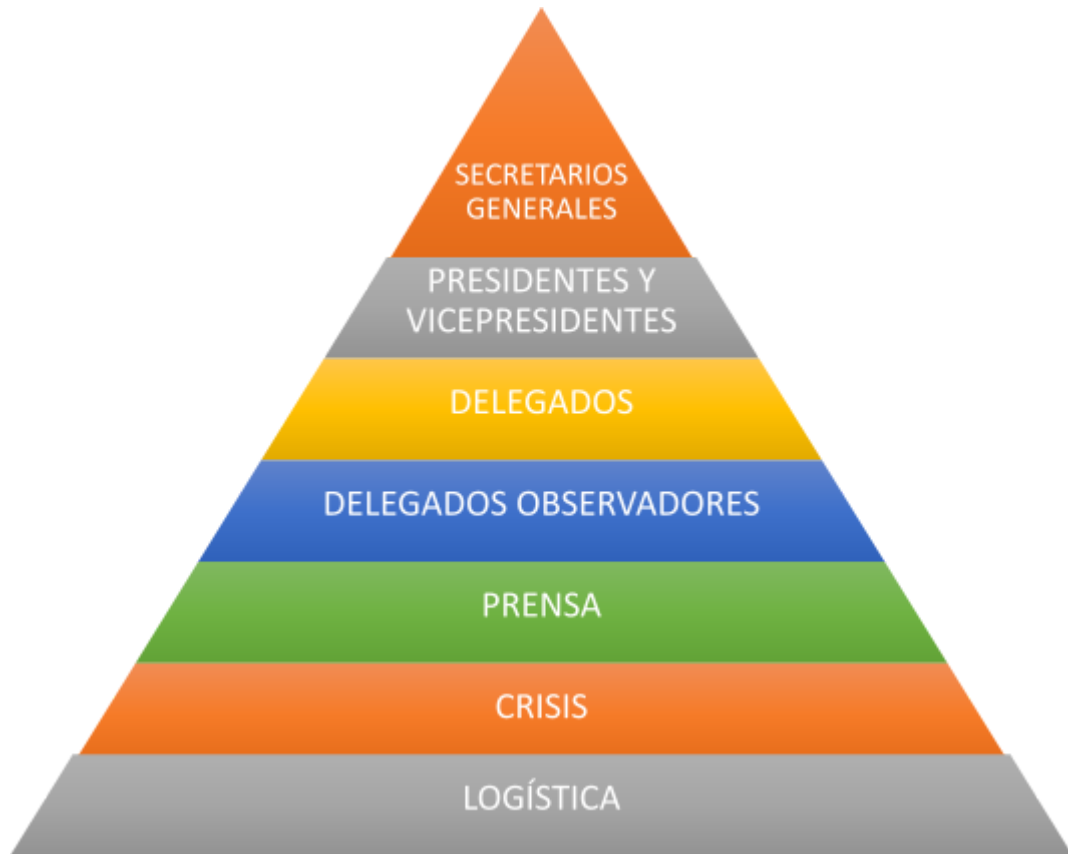 SECRETARIOS
GENERALES
PRESIDENTES Y
VICEPRESIDENTES
DELEGADOS
DELEGADOS OBSERVADORES
PRENSA
CRISIS
LOGÍSTICA